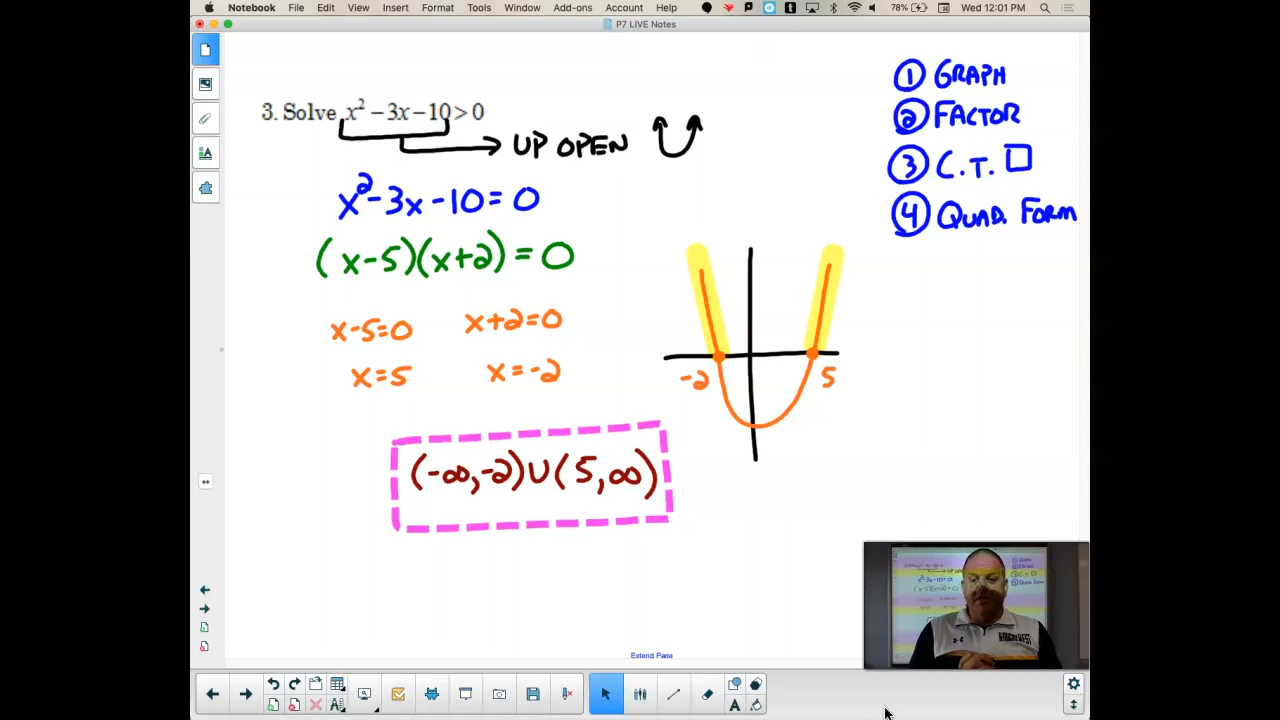 Notebook File Edit View Insert Format Tools Window Add-ons Account Help 78% Wed 12:01 PM
P7 LIVE Notes
① GRAPH
② FACTOR
③ C.T. □
④ QUAD. FORM
3. Solve x² − 3x − 10 > 0
UP OPEN
x² - 3x - 10 = 0
(x-5)(x+2) = 0
x-5=0 x+2=0
x=5 x=-2
-2 5
(-∞,-2)∪(5,∞)
Extend Page